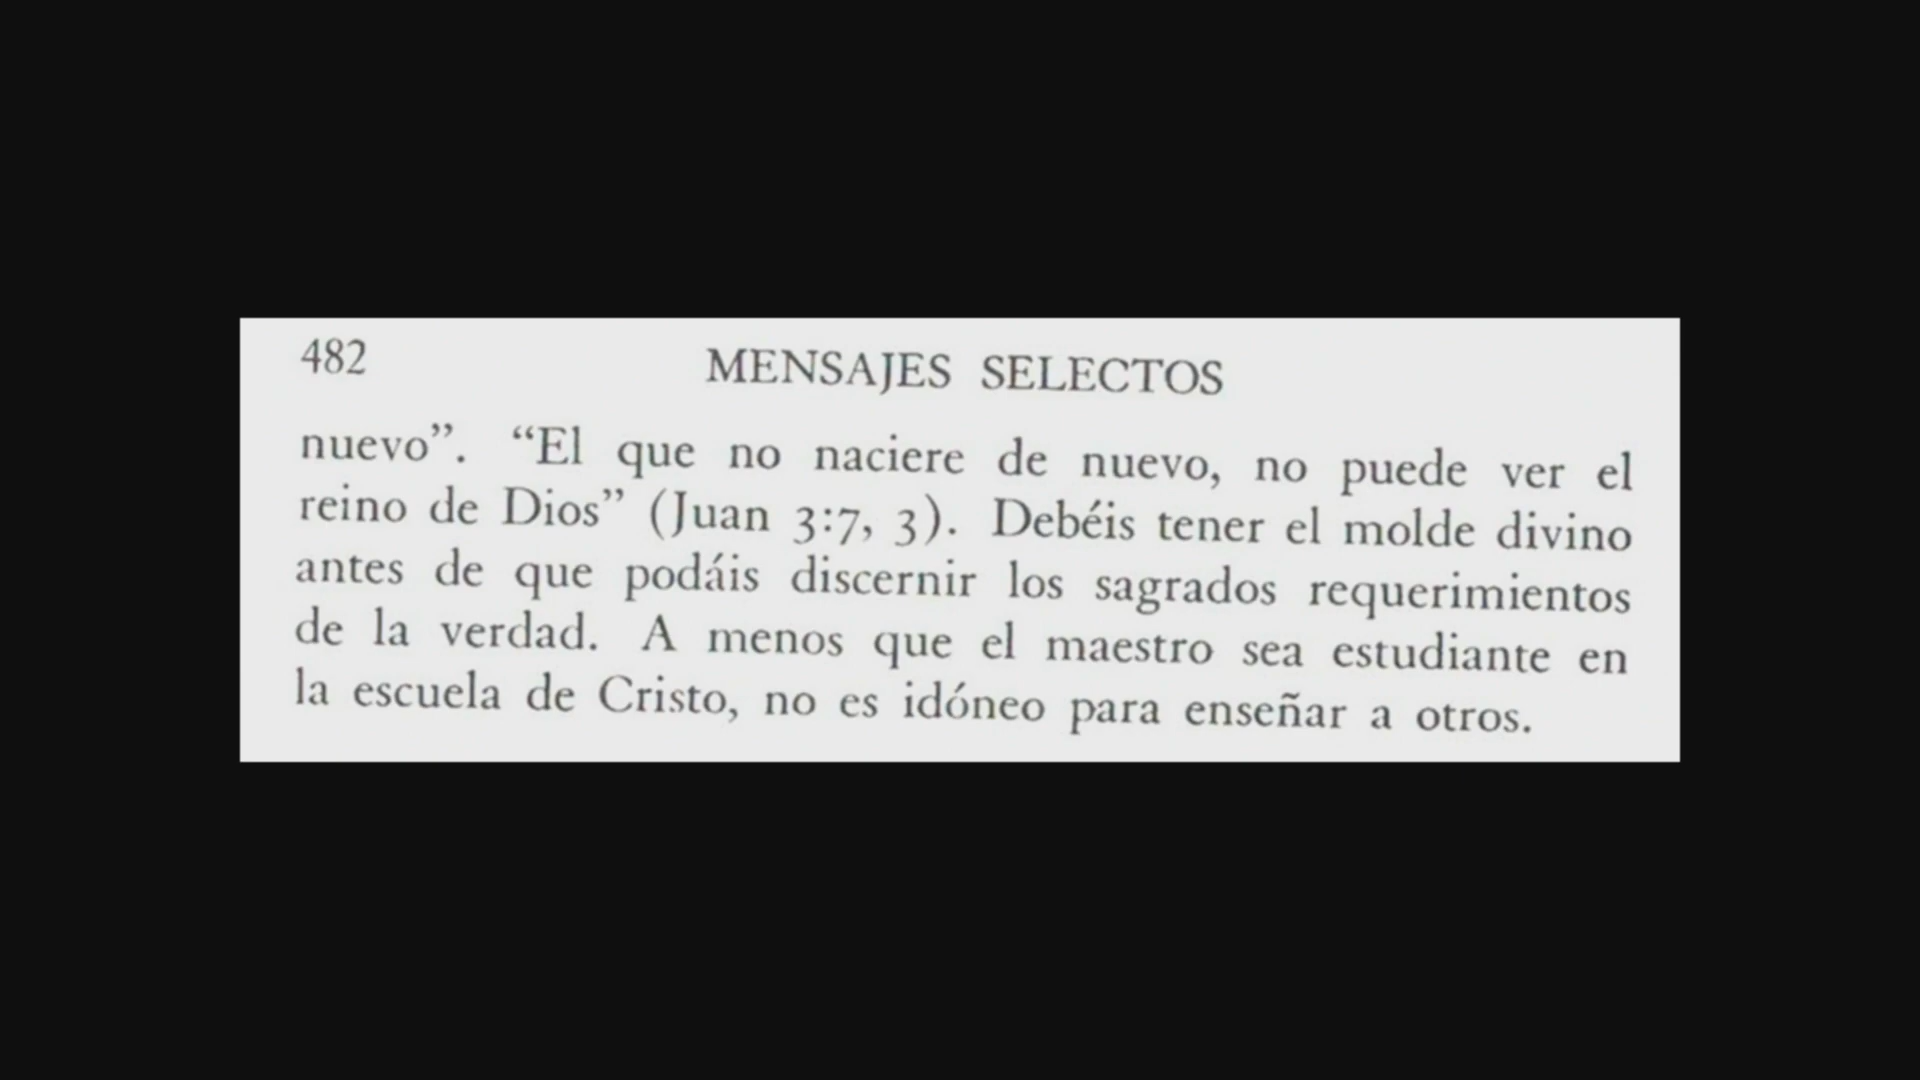 482
MENSAJES SELECTOS
nuevo”. “El que no naciere de nuevo, no puede ver el
reino de Dios” (Juan 3:7, 3). Debéis tener el molde divino
antes de que podáis discernir los sagrados requerimientos
de la verdad. A menos que el maestro sea estudiante en
la escuela de Cristo, no es idóneo para enseñar a otros.